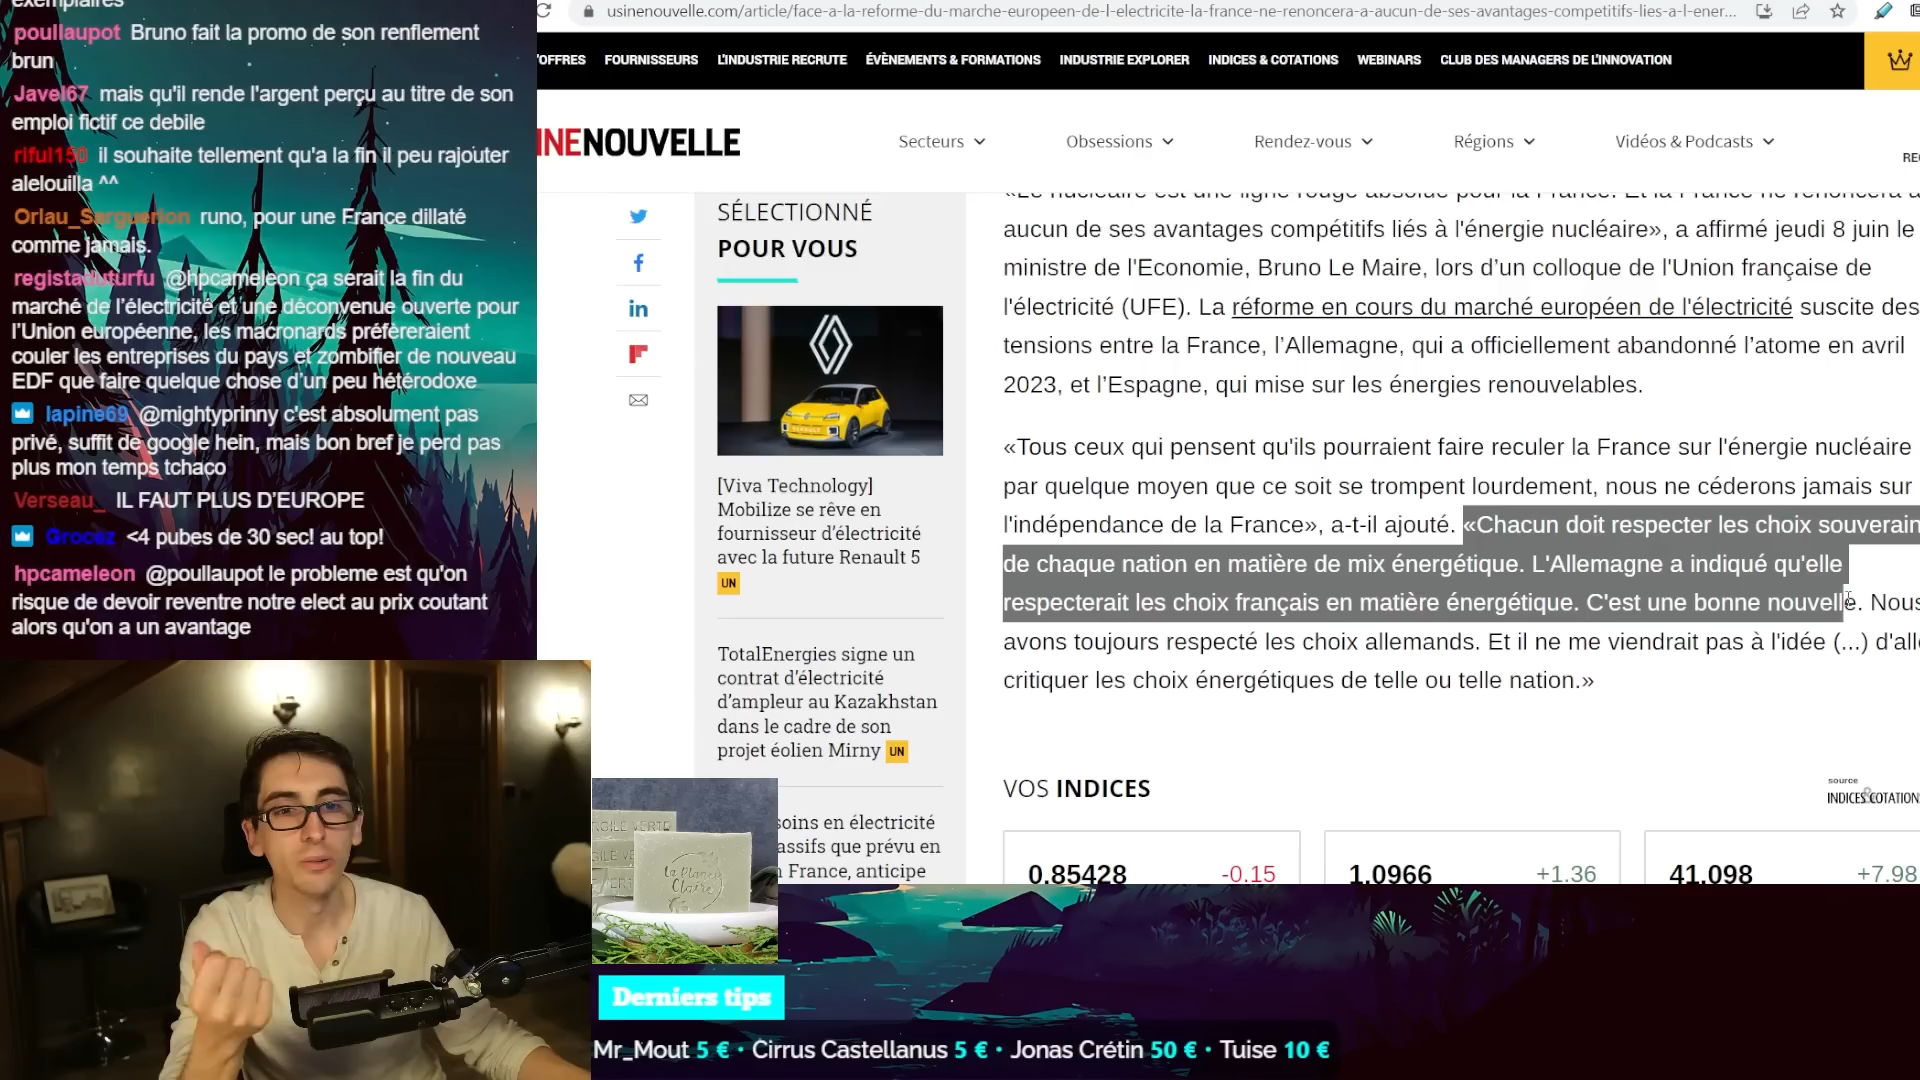 exemplaires
poullaupot Bruno fait la promo de son renflement
brun
Javel67 mais qu'il rende l'argent perçu au titre de son
emploi fictif ce debile
riful150 il souhaite tellement qu'a la fin il peu rajouter
alelouilla ^^
Orlau_Sarguerion runo, pour une France dillaté
comme jamais.
registaduturfu @hpcameleon ça serait la fin du
marché de l'électricité et une déconvenue ouverte pour
l'Union européenne, les macronards préfèreraient
couler les entreprises du pays et zombifier de nouveau
EDF que faire quelque chose d'un peu hétérodoxe
lapine69 @mightyprinny c'est absolument pas
privé, suffit de google hein, mais bon bref je perd pas
plus mon temps tchaco
Verseau_ IL FAUT PLUS D'EUROPE
Grocez <4 pubes de 30 sec! au top!
hpcameleon @poullaupot le probleme est qu'on
risque de devoir reventre notre elect au prix coutant
alors qu'on a un avantage
usinenouvelle.com/article/face-a-la-reforme-du-marche-europeen-de-l-electricite-la-france-ne-renoncera-a-aucun-de-ses-avantages-competitifs-lies-a-l-ener...
OFFRES FOURNISSEURS L'INDUSTRIE RECRUTE ÉVÈNEMENTS & FORMATIONS INDUSTRIE EXPLORER INDICES & COTATIONS WEBINARS CLUB DES MANAGERS DE L'INNOVATION
INENOUVELLE
Secteurs Obsessions Rendez-vous Régions Vidéos & Podcasts
SÉLECTIONNÉ
POUR VOUS
[Viva Technology]
Mobilize se rêve en
fournisseur d'électricité
avec la future Renault 5
UN
TotalEnergies signe un
contrat d'électricité
d'ampleur au Kazakhstan
dans le cadre de son
projet éolien Mirny UN
soins en électricité
assifs que prévu en
France, anticipe
«Le nucléaire est une ligne rouge absolue pour la France. Et la France ne renoncera à
aucun de ses avantages compétitifs liés à l'énergie nucléaire», a affirmé jeudi 8 juin le
ministre de l'Economie, Bruno Le Maire, lors d'un colloque de l'Union française de
l'électricité (UFE). La réforme en cours du marché européen de l'électricité suscite des
tensions entre la France, l'Allemagne, qui a officiellement abandonné l'atome en avril
2023, et l'Espagne, qui mise sur les énergies renouvelables.
«Tous ceux qui pensent qu'ils pourraient faire reculer la France sur l'énergie nucléaire
par quelque moyen que ce soit se trompent lourdement, nous ne céderons jamais sur
l'indépendance de la France», a-t-il ajouté. «Chacun doit respecter les choix souverain
de chaque nation en matière de mix énergétique. L'Allemagne a indiqué qu'elle
respecterait les choix français en matière énergétique. C'est une bonne nouvelle. Nous
avons toujours respecté les choix allemands. Et il ne me viendrait pas à l'idée (...) d'all
critiquer les choix énergétiques de telle ou telle nation.»
VOS INDICES
source
INDICES&COTATION
0.85428 -0.15
1.0966 +1.36
41.098 +7.98
ARGILE VERTE
La Planète
Claire
Derniers tips
Mr_Mout 5 € · Cirrus Castellanus 5 € · Jonas Crétin 50 € · Tuise 10 €